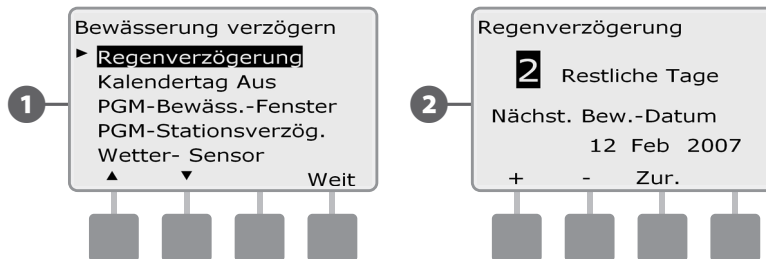 1
Bewässerung verzögern
► Regenverzögerung
Kalendertag Aus
PGM-Bewäss.-Fenster
PGM-Stationsverzög.
Wetter- Sensor
▲ ▼ Weit
2
Regenverzögerung
2 Restliche Tage
Nächst. Bew.-Datum
12 Feb 2007
+ - Zur.